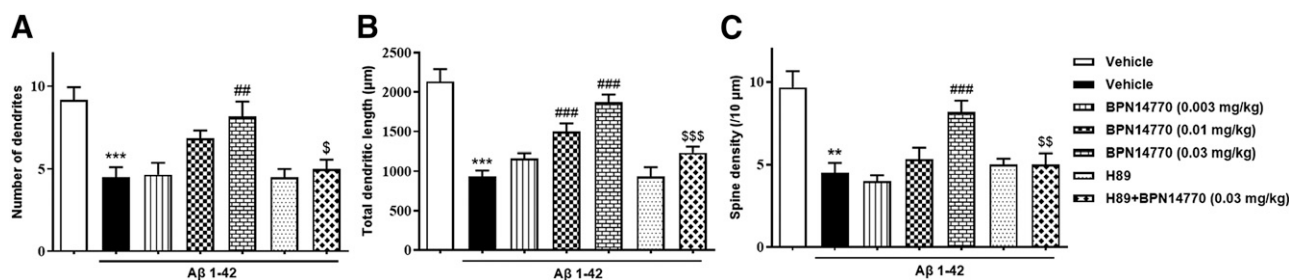 A
Number of dendrites
10
5
0
***
##
$
Aβ 1-42
B
Total dendritic length (μm)
2500
2000
1500
1000
500
0
***
###
###
$$$
Aβ 1-42
C
Spine density (/10 μm)
10
5
0
**
###
$$
Aβ 1-42
Vehicle
Vehicle
BPN14770 (0.003 mg/kg)
BPN14770 (0.01 mg/kg)
BPN14770 (0.03 mg/kg)
H89
H89+BPN14770 (0.03 mg/kg)